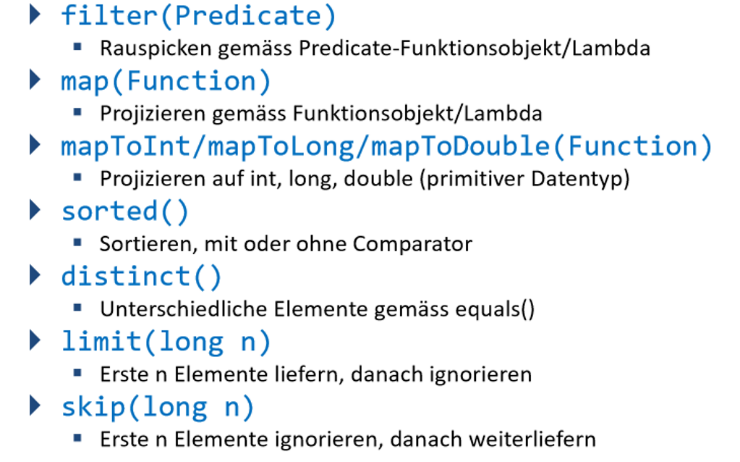 filter(Predicate)
Rauspicken gemäss Predicate-Funktionsobjekt/Lambda
map(Function)
Projizieren gemäss Funktionsobjekt/Lambda
mapToInt/mapToLong/mapToDouble(Function)
Projizieren auf int, long, double (primitiver Datentyp)
sorted()
Sortieren, mit oder ohne Comparator
distinct()
Unterschiedliche Elemente gemäss equals()
limit(long n)
Erste n Elemente liefern, danach ignorieren
skip(long n)
Erste n Elemente ignorieren, danach weiterliefern